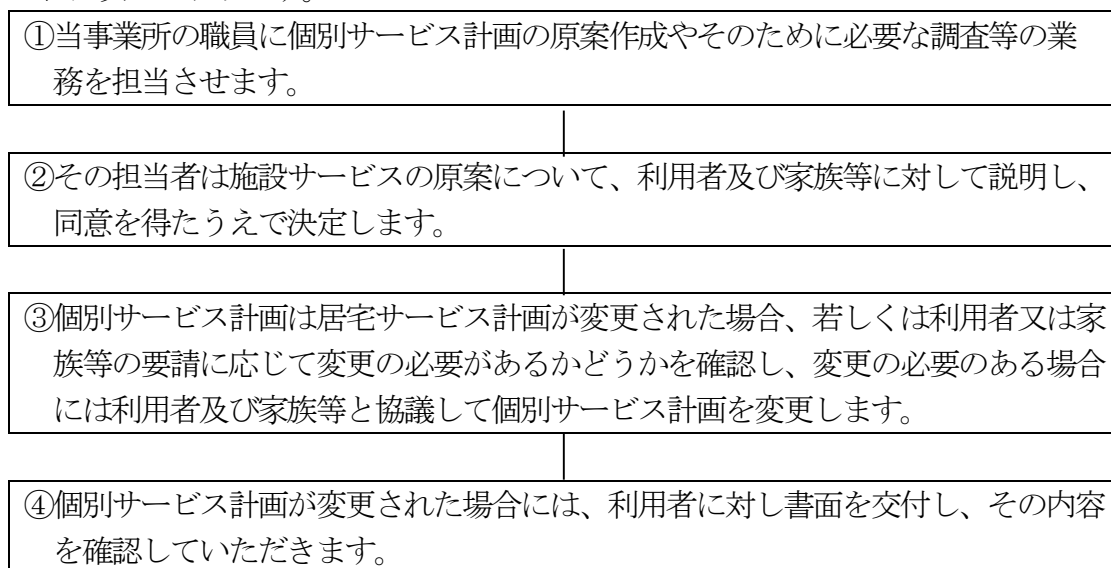 ①当事業所の職員に個別サービス計画の原案作成やそのために必要な調査等の業
務を担当させます。
②その担当者は施設サービスの原案について、利用者及び家族等に対して説明し、
同意を得たうえで決定します。
③個別サービス計画は居宅サービス計画が変更された場合、若しくは利用者又は家
族等の要請に応じて変更の必要があるかどうかを確認し、変更の必要のある場合
には利用者及び家族等と協議して個別サービス計画を変更します。
④個別サービス計画が変更された場合には、利用者に対し書面を交付し、その内容
を確認していただきます。